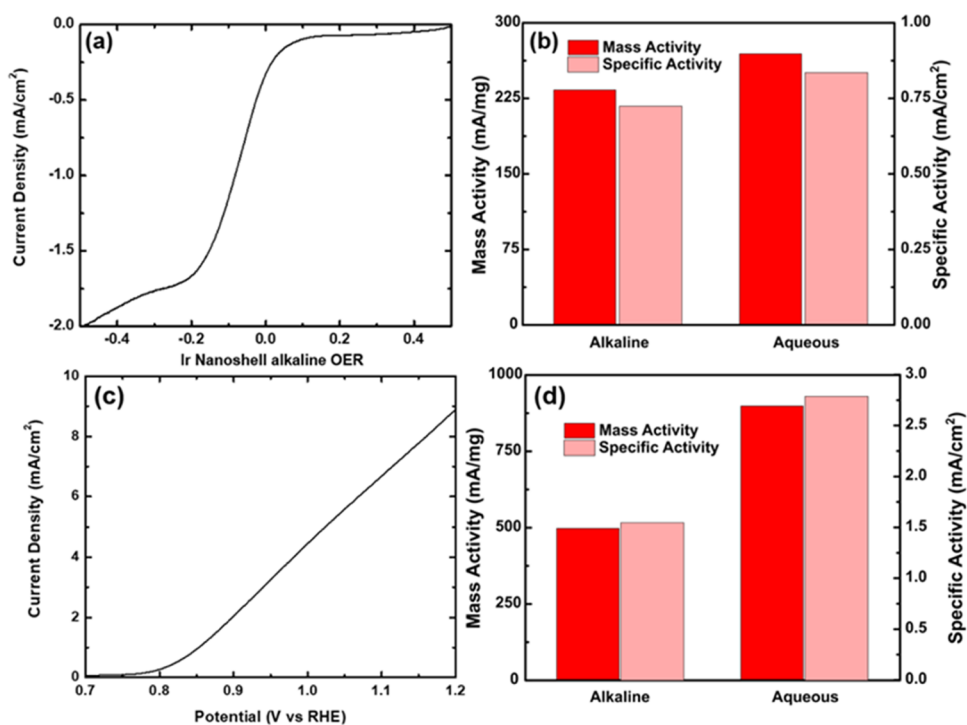 (a)
0.0
-0.5
-1.0
-1.5
-2.0
Current Density (mA/cm²)
-0.4
-0.2
0.0
0.2
0.4
Ir Nanoshell alkaline OER
(b)
Mass Activity
Specific Activity
300
225
150
75
0
Mass Activity (mA/mg)
1.00
0.75
0.50
0.25
0.00
Specific Activity (mA/cm²)
Alkaline
Aqueous
(c)
10
8
6
4
2
0
Current Density (mA/cm²)
0.7
0.8
0.9
1.0
1.1
1.2
Potential (V vs RHE)
(d)
Mass Activity
Specific Activity
1000
750
500
250
0
Mass Activity (mA/mg)
3.0
2.5
2.0
1.5
1.0
0.5
0.0
Specific Activity (mA/cm²)
Alkaline
Aqueous